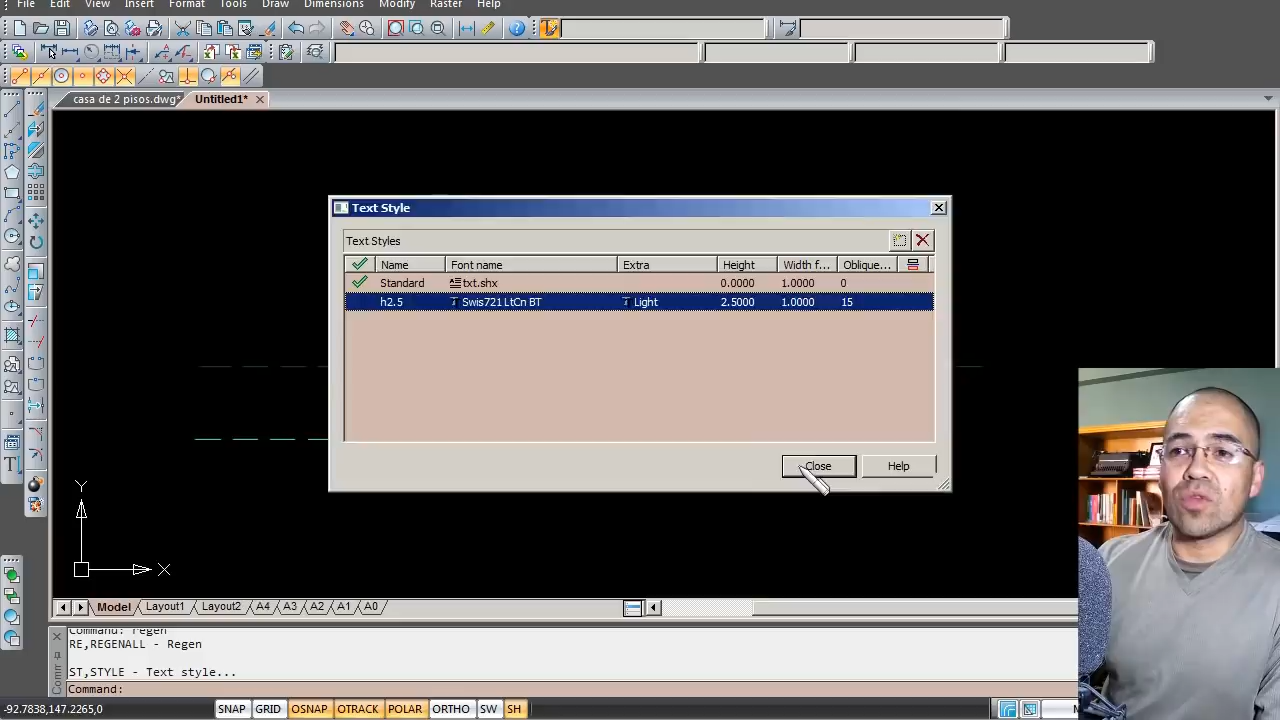 File Edit View Insert Format Tools Draw Dimensions Modify Raster Help
casa de 2 pisos.dwg* Untitled1*
Text Style
Text Styles
Name Font name Extra Height Width f... Oblique...
Standard txt.shx 0.0000 1.0000 0
h2.5 Swis721 LtCn BT Light 2.5000 1.0000 15
Close Help
Y
X
Model Layout1 Layout2 A4 A3 A2 A1 A0
Command: regen
RE,REGENALL - Regen
ST,STYLE - Text style...
Comm
Command:
-92.7838,147.2265,0 SNAP GRID OSNAP OTRACK POLAR ORTHO SW SH M